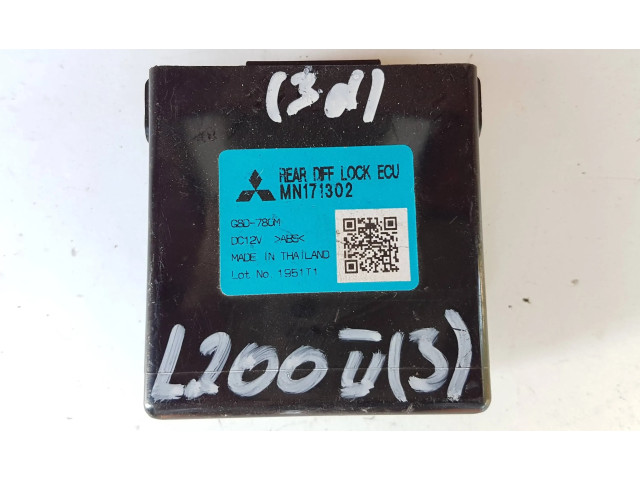 (3d)
REAR DIFF LOCK ECU
MN171302
G8D-780M
DC12V >ABS<
MADE IN THAILAND
Lot No 1951T1
L200 U(3)